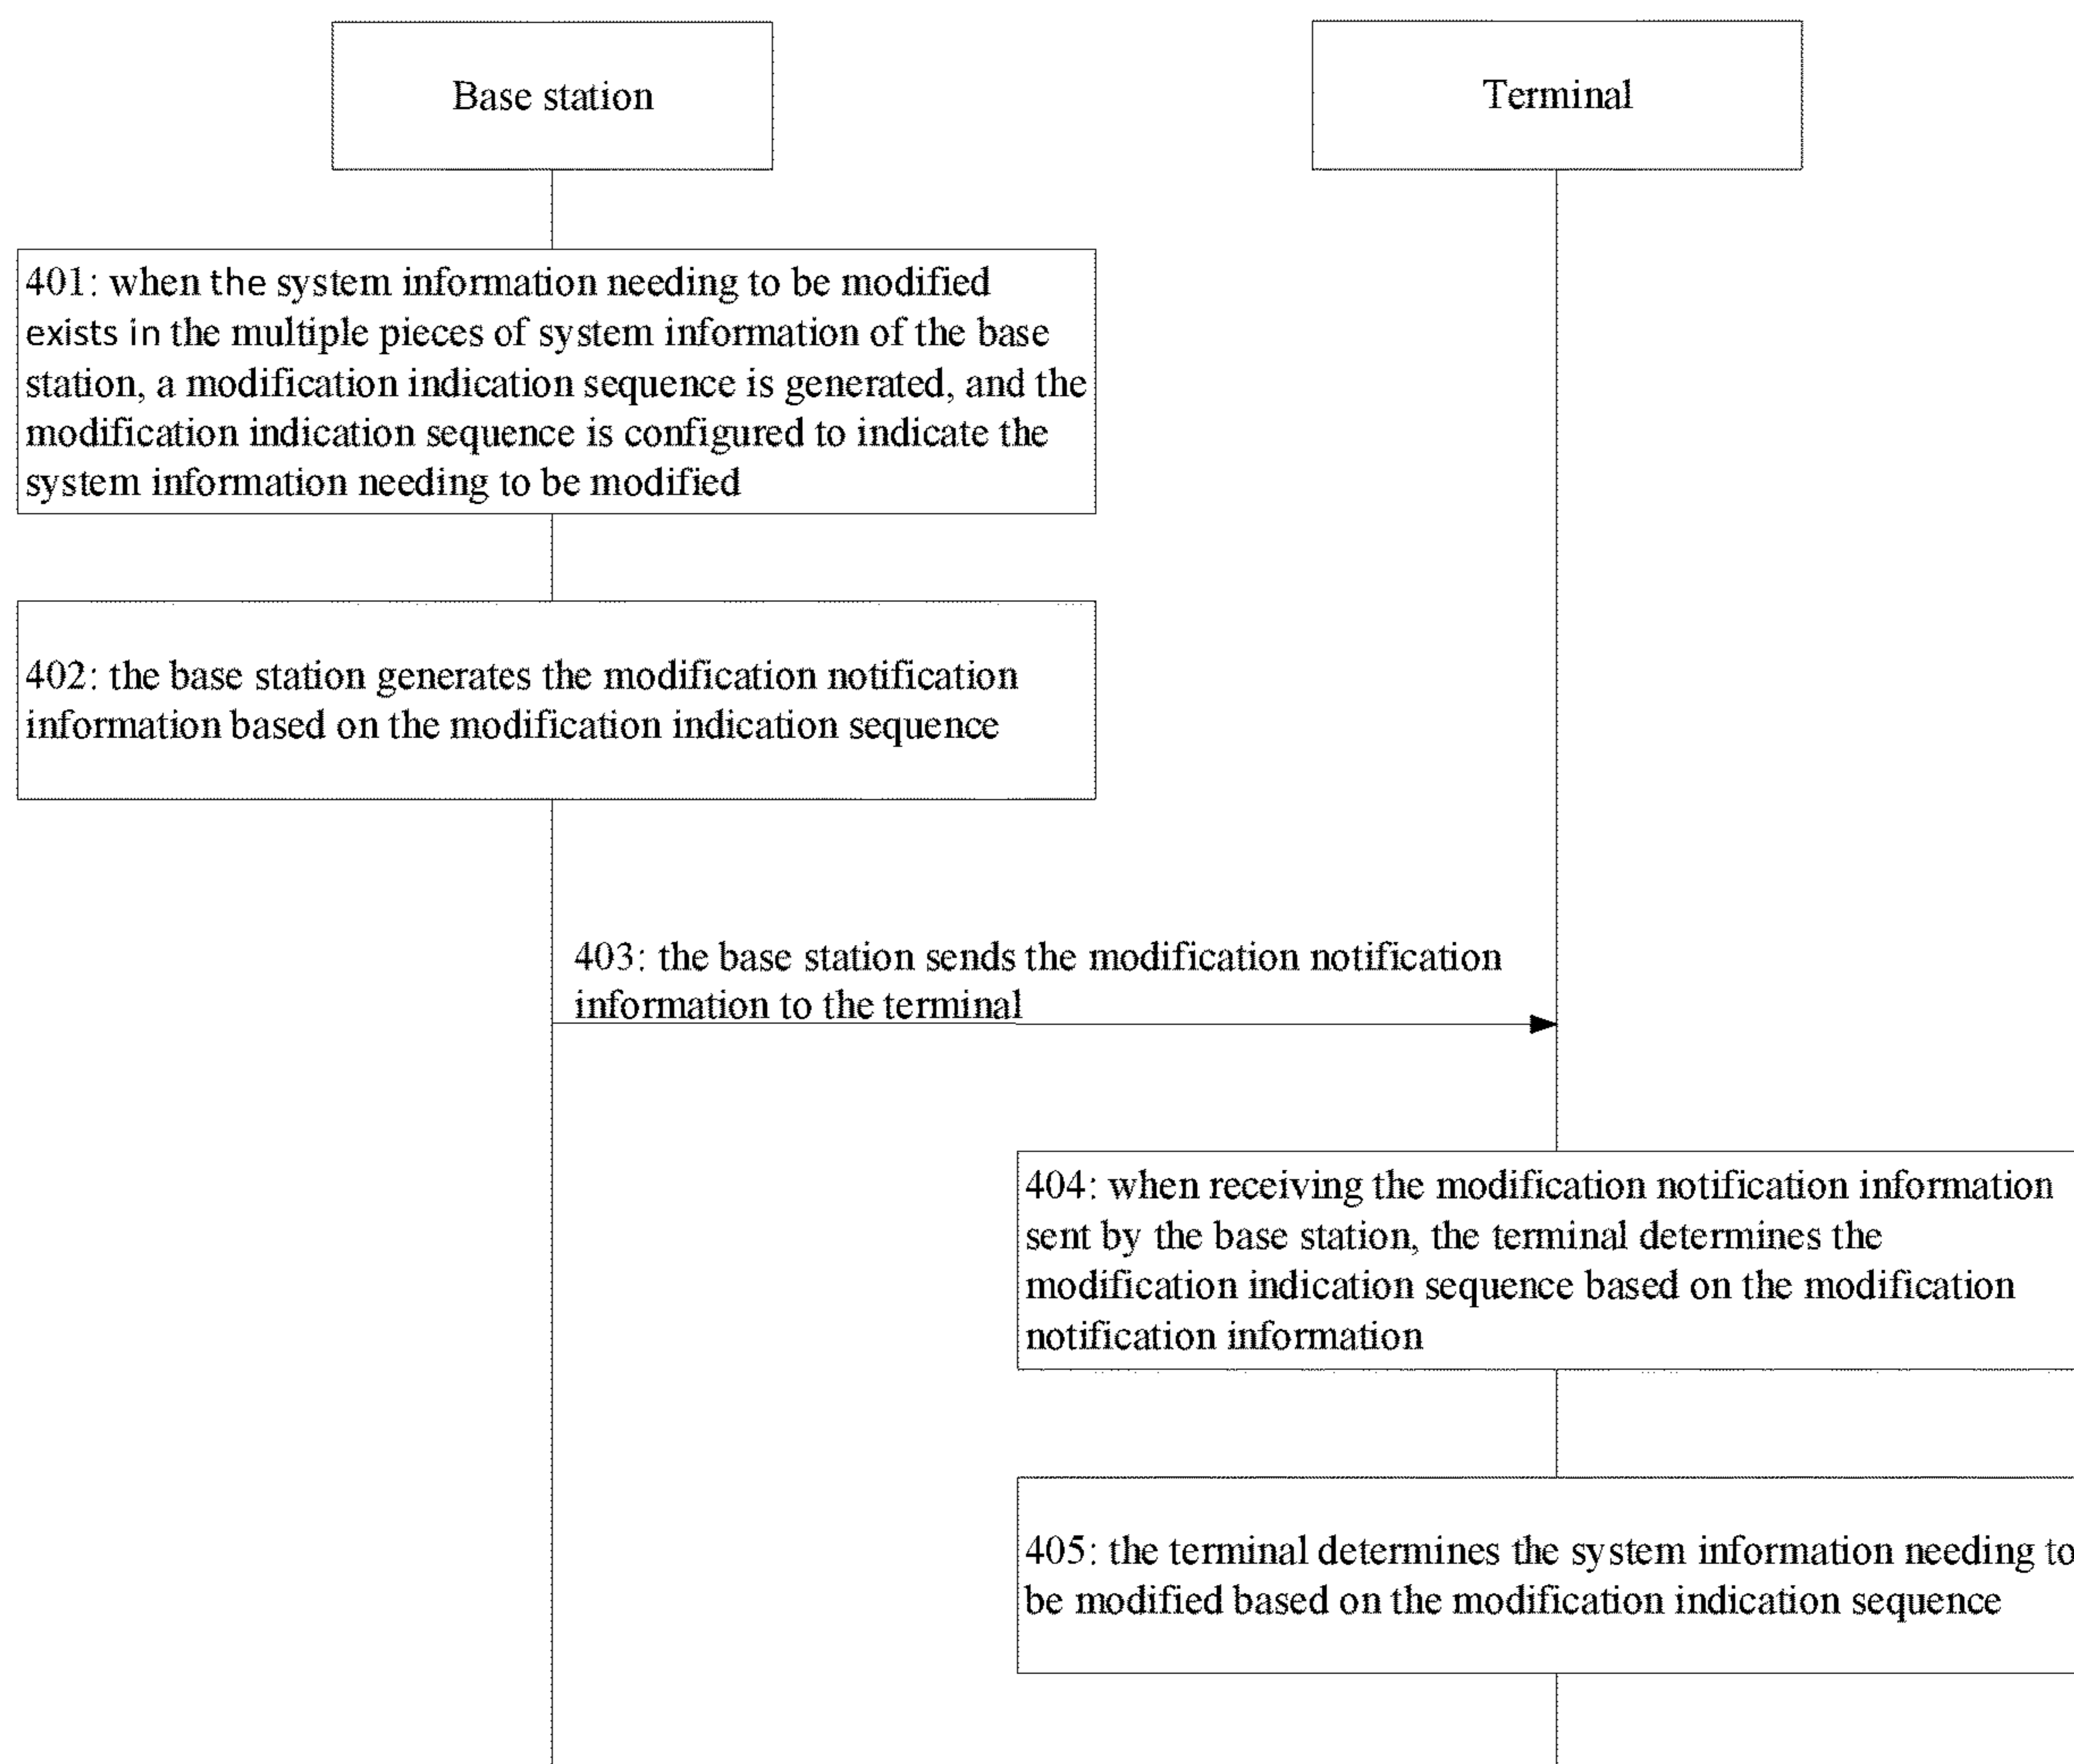 Base station
Terminal
401: when the system information needing to be modified
exists in the multiple pieces of system information of the base
station, a modification indication sequence is generated, and the
modification indication sequence is configured to indicate the
system information needing to be modified
402: the base station generates the modification notification
information based on the modification indication sequence
403: the base station sends the modification notification
information to the terminal
404: when receiving the modification notification information
sent by the base station, the terminal determines the
modification indication sequence based on the modification
notification information
405: the terminal determines the system information needing to
be modified based on the modification indication sequence